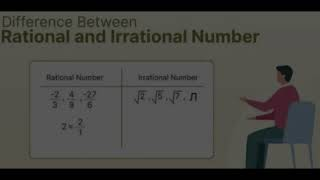 Difference Between
Rational and Irrational Number
Rational Number
-2/3, 4/9, -27/6
2 = 2/1
Irrational Number
√2, √5, √7, Л